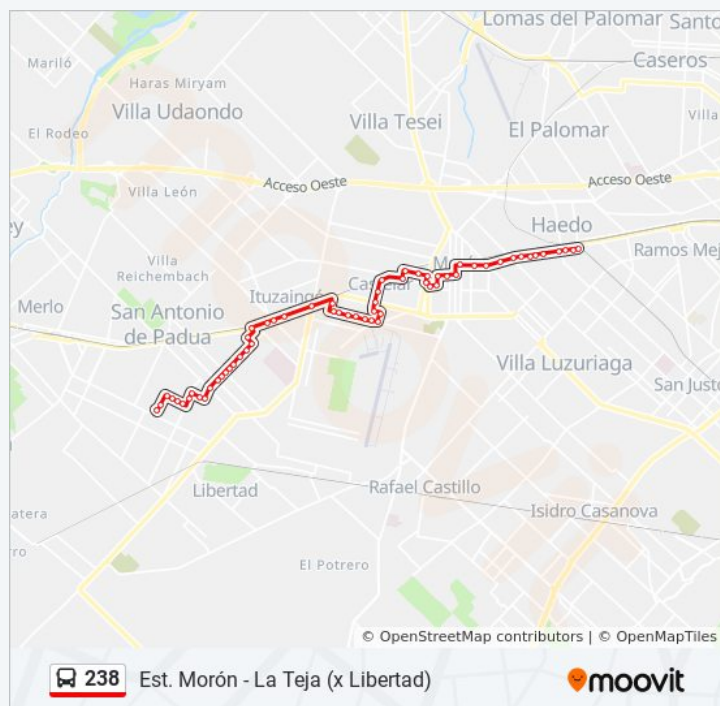 Lomas del Palomar
Santo
Mariló
Caseros
Haras Miryam
Villa Udaondo
Villa Tesei
Villa
El Palomar
El Rodeo
Acceso Oeste
Acceso Oeste
Villa León
ey
Haedo
Villa
Reichembach
Ramos Mej
Castelar
Merlo
Ituzaingó
San Antonio
de Padua
Villa Luzuriaga
San Justo
Libertad
Rafael Castillo
Isidro Casanova
atera
rro
El Potrero
© OpenStreetMap contributors | © OpenMapTiles
238 Est. Morón - La Teja (x Libertad)
moovit